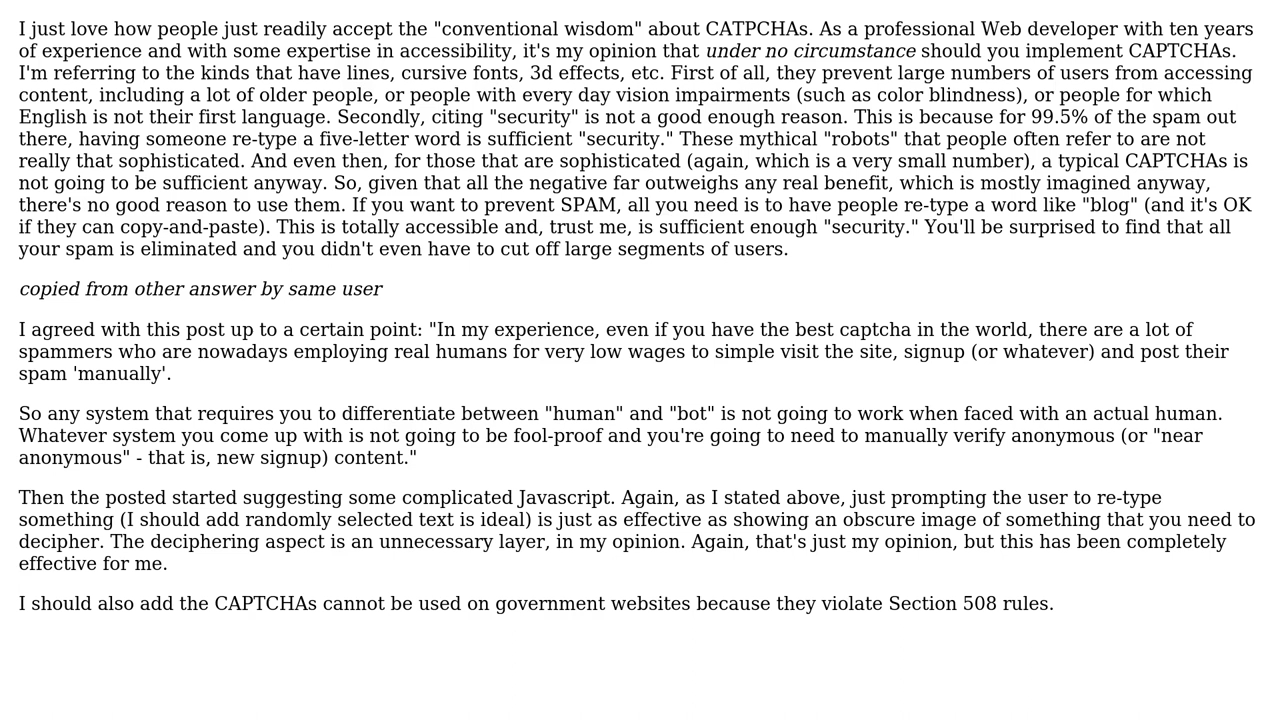 I just love how people just readily accept the "conventional wisdom" about CATPCHAs. As a professional Web developer with ten years
of experience and with some expertise in accessibility, it's my opinion that under no circumstance should you implement CAPTCHAs.
I'm referring to the kinds that have lines, cursive fonts, 3d effects, etc. First of all, they prevent large numbers of users from accessing
content, including a lot of older people, or people with every day vision impairments (such as color blindness), or people for which
English is not their first language. Secondly, citing "security" is not a good enough reason. This is because for 99.5% of the spam out
there, having someone re-type a five-letter word is sufficient "security." These mythical "robots" that people often refer to are not
really that sophisticated. And even then, for those that are sophisticated (again, which is a very small number), a typical CAPTCHAs is
not going to be sufficient anyway. So, given that all the negative far outweighs any real benefit, which is mostly imagined anyway,
there's no good reason to use them. If you want to prevent SPAM, all you need is to have people re-type a word like "blog" (and it's OK
if they can copy-and-paste). This is totally accessible and, trust me, is sufficient enough "security." You'll be surprised to find that all
your spam is eliminated and you didn't even have to cut off large segments of users.
copied from other answer by same user
I agreed with this post up to a certain point: "In my experience, even if you have the best captcha in the world, there are a lot of
spammers who are nowadays employing real humans for very low wages to simple visit the site, signup (or whatever) and post their
spam 'manually'.
So any system that requires you to differentiate between "human" and "bot" is not going to work when faced with an actual human.
Whatever system you come up with is not going to be fool-proof and you're going to need to manually verify anonymous (or "near
anonymous" - that is, new signup) content."
Then the posted started suggesting some complicated Javascript. Again, as I stated above, just prompting the user to re-type
something (I should add randomly selected text is ideal) is just as effective as showing an obscure image of something that you need to
decipher. The deciphering aspect is an unnecessary layer, in my opinion. Again, that's just my opinion, but this has been completely
effective for me.
I should also add the CAPTCHAs cannot be used on government websites because they violate Section 508 rules.